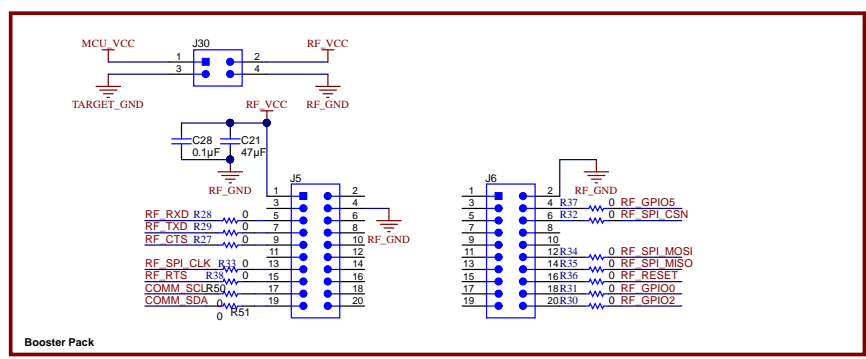 J30
MCU_VCC 1 2 RF_VCC
3 4
TARGET_GND RF_GND
RF_VCC
C28 C21
0.1µF 47µF
RF_GND
J5
1 2
3 4
RF_RXD R28 0 5 6
RF_TXD R29 0 7 8
RF_GND
RF_CTS R27 0 9 10
11 12
RF_SPI_CLK R33 0 13 14
RF_RTS R38 0 15 16
COMM_SCL R50 0 17 18
COMM_SDA R51 0 19 20
J6
1 2
RF_GND
3 4 R37 0 RF_GPIO5
5 6 R32 0 RF_SPI_CSN
7 8
9 10
11 12 R34 0 RF_SPI_MOSI
13 14 R35 0 RF_SPI_MISO
15 16 R36 0 RF_RESET
17 18 R31 0 RF_GPIO0
19 20 R30 0 RF_GPIO2
Booster Pack